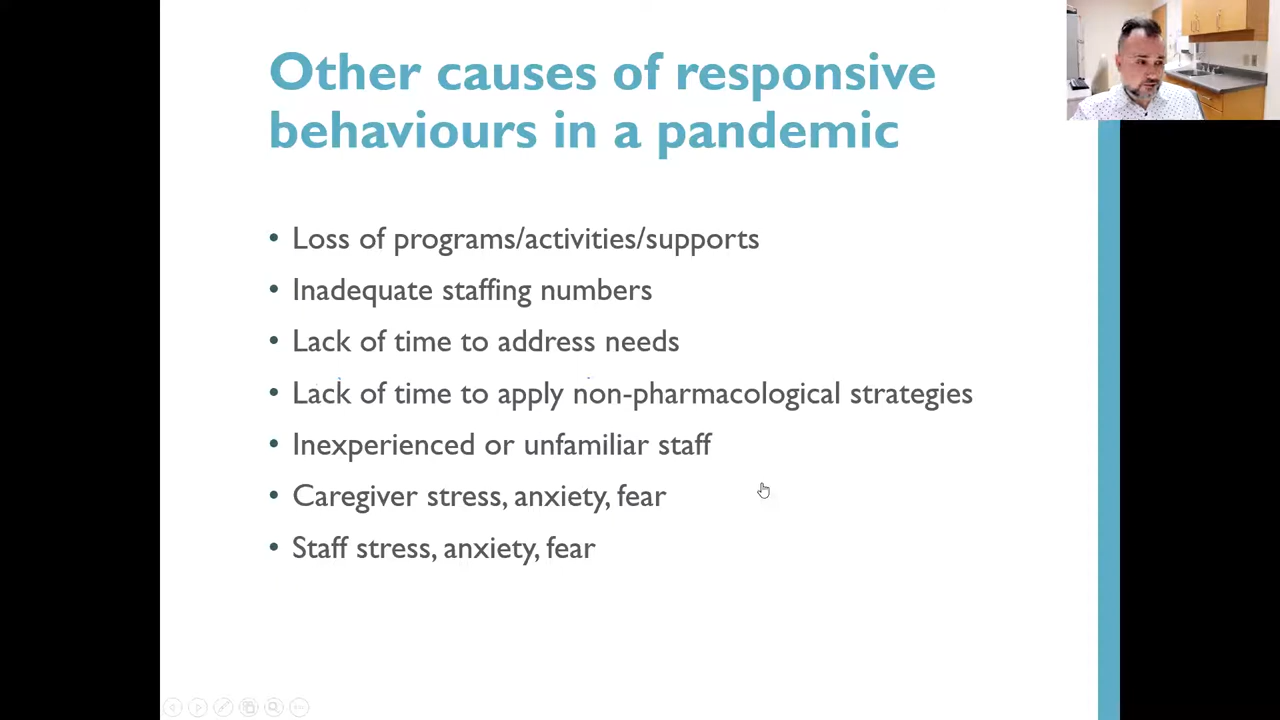 Other causes of responsive
behaviours in a pandemic
• Loss of programs/activities/supports
• Inadequate staffing numbers
• Lack of time to address needs
• Lack of time to apply non-pharmacological strategies
• Inexperienced or unfamiliar staff
• Caregiver stress, anxiety, fear
• Staff stress, anxiety, fear